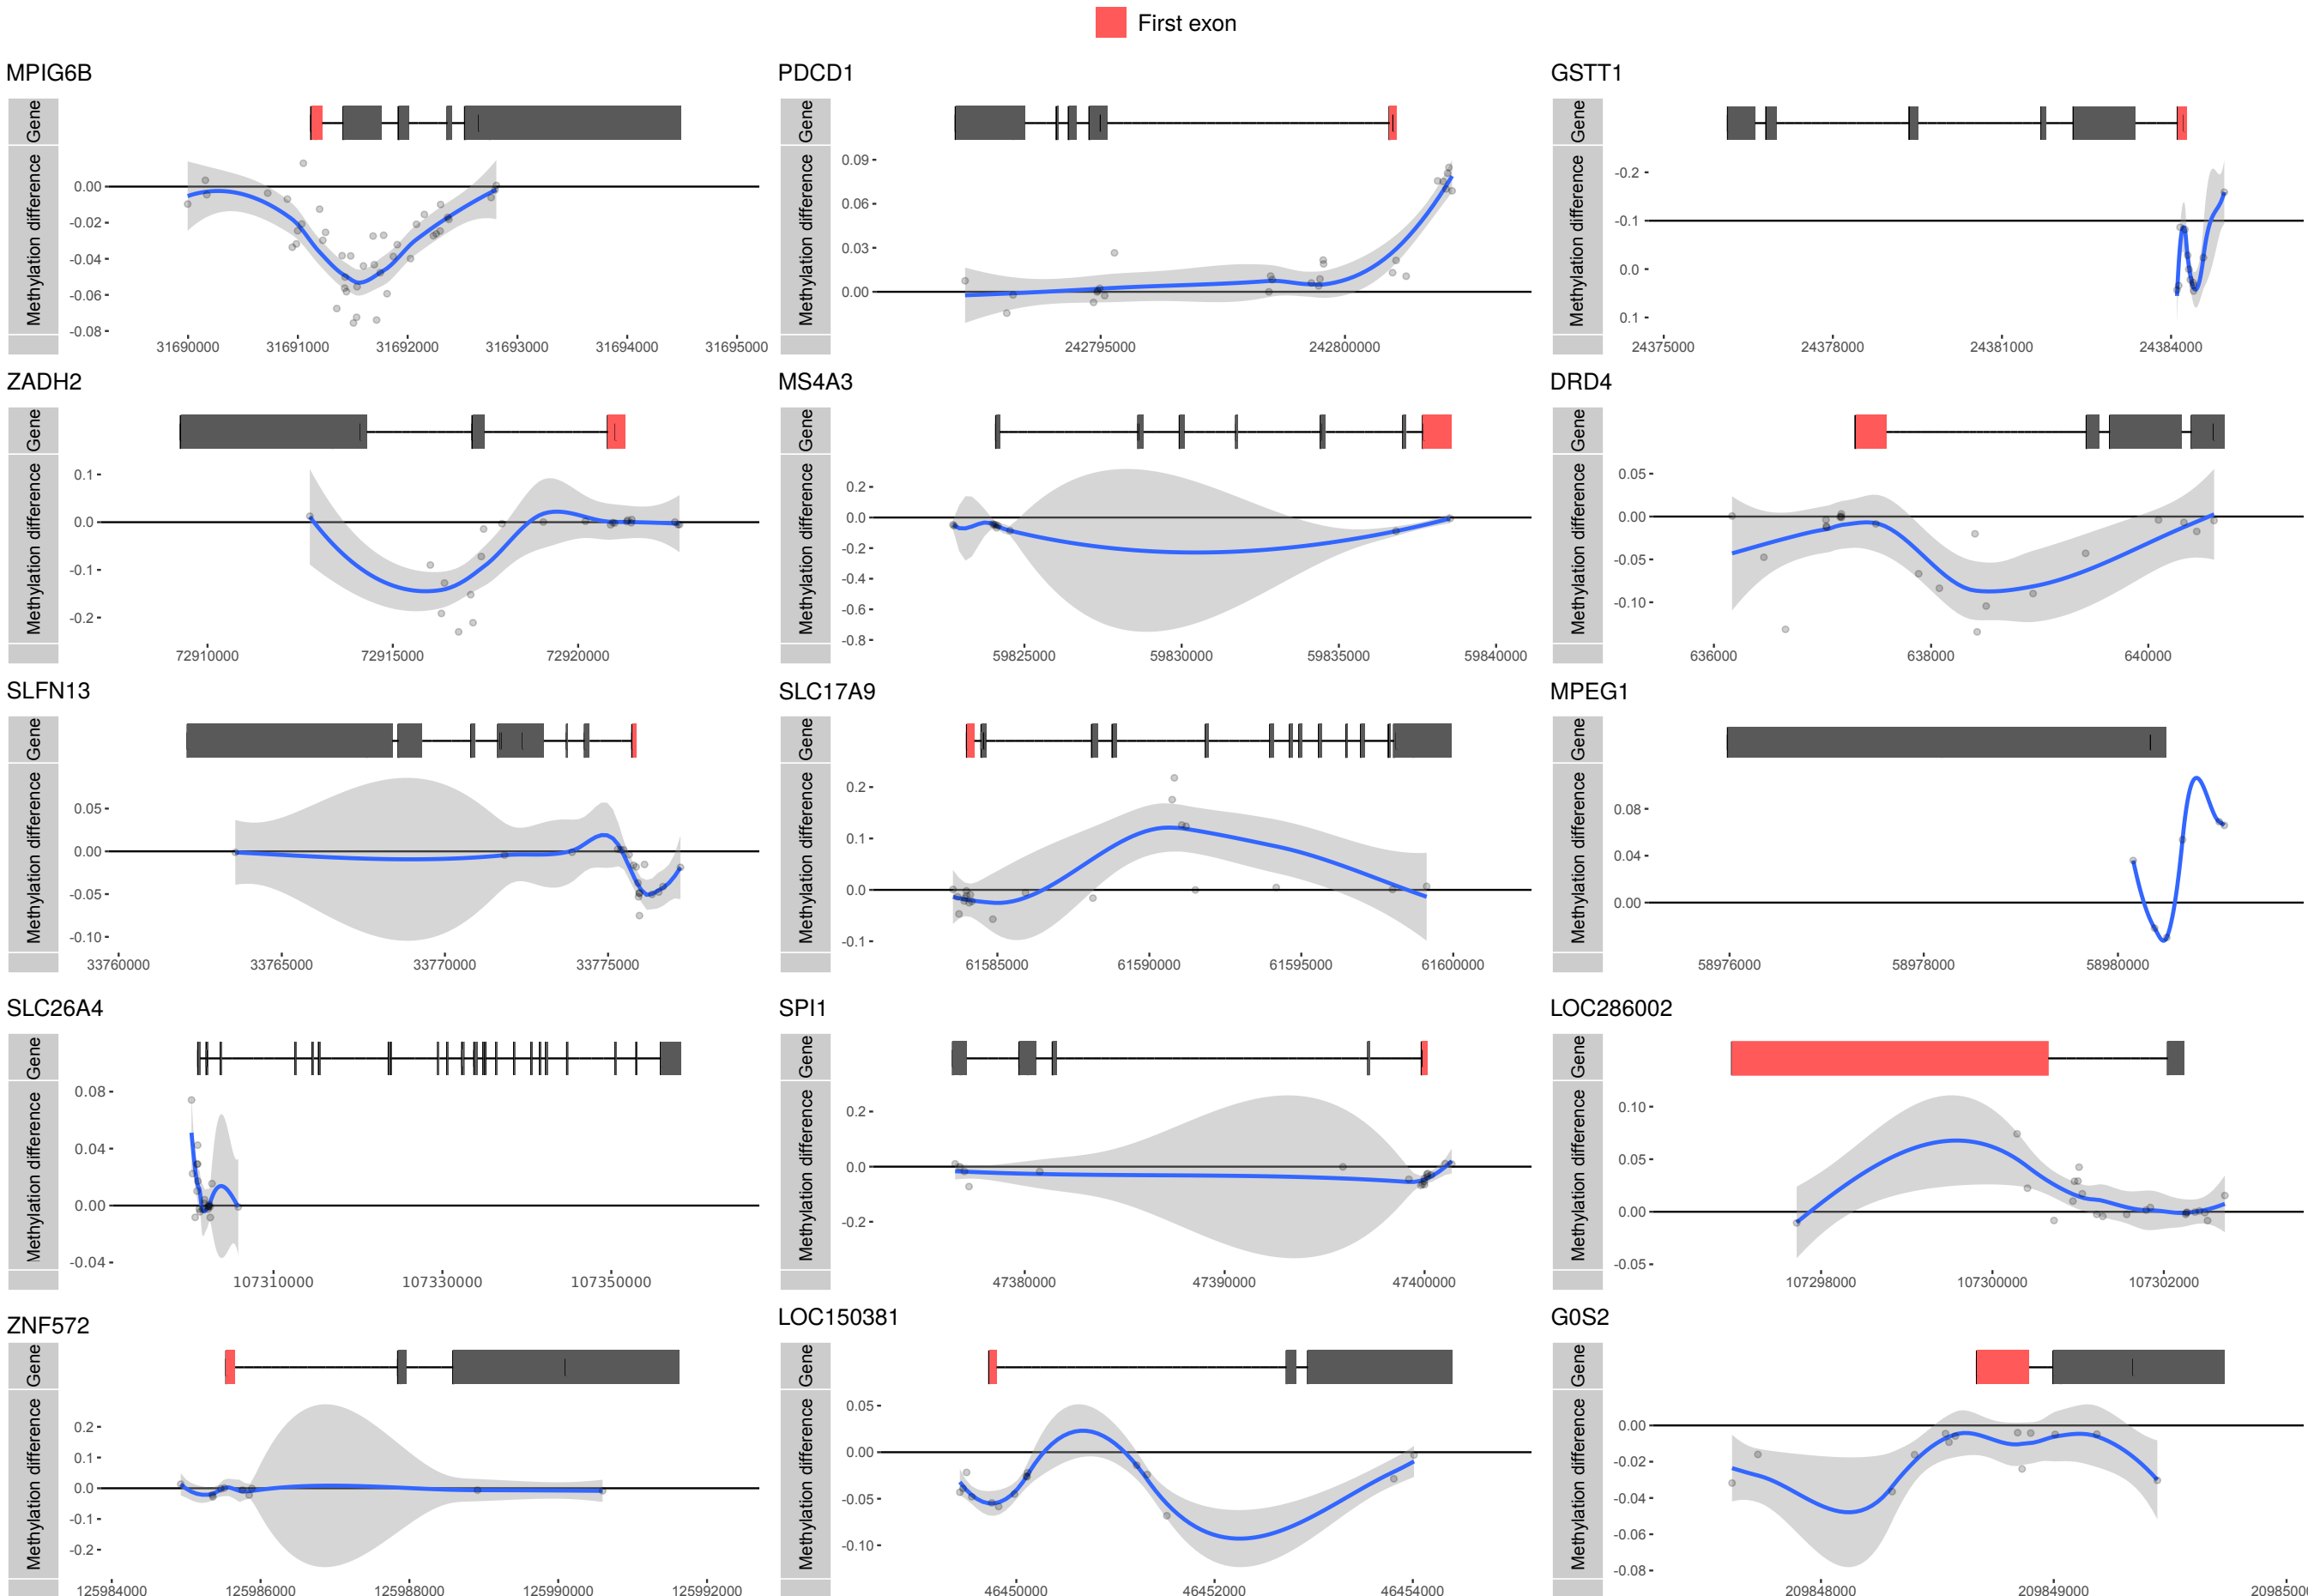 First exon
MPIG6B PDCD1 GSTT1
Gene Gene Gene
Methylation difference Methylation difference Methylation difference
0.00 -0.02 -0.04 -0.06 -0.08
0.09 0.06 0.03 0.00
-0.2 -0.1 0.0 0.1
31690000 31691000 31692000 31693000 31694000 31695000
242795000 242800000
24375000 24378000 24381000 24384000
ZADH2 MS4A3 DRD4
Gene Gene Gene
Methylation difference Methylation difference Methylation difference
0.1 0.0 -0.1 -0.2
0.2 0.0 -0.2 -0.4 -0.6 -0.8
0.05 0.00 -0.05 -0.10
72910000 72915000 72920000
59825000 59830000 59835000 59840000
636000 638000 640000
SLFN13 SLC17A9 MPEG1
Gene Gene Gene
Methylation difference Methylation difference Methylation difference
0.05 0.00 -0.05 -0.10
0.2 0.1 0.0 -0.1
0.08 0.04 0.00
33760000 33765000 33770000 33775000
61585000 61590000 61595000 61600000
58976000 58978000 58980000
SLC26A4 SPI1 LOC286002
Gene Gene Gene
Methylation difference Methylation difference Methylation difference
0.08 0.04 0.00 -0.04
0.2 0.0 -0.2
0.10 0.05 0.00 -0.05
107310000 107330000 107350000
47380000 47390000 47400000
107298000 107300000 107302000
ZNF572 LOC150381 G0S2
Gene Gene Gene
Methylation difference Methylation difference Methylation difference
0.2 0.1 0.0 -0.1 -0.2
0.05 0.00 -0.05 -0.10
0.00 -0.02 -0.04 -0.06 -0.08
125984000 125986000 125988000 125990000 125992000
46450000 46452000 46454000
209848000 209849000